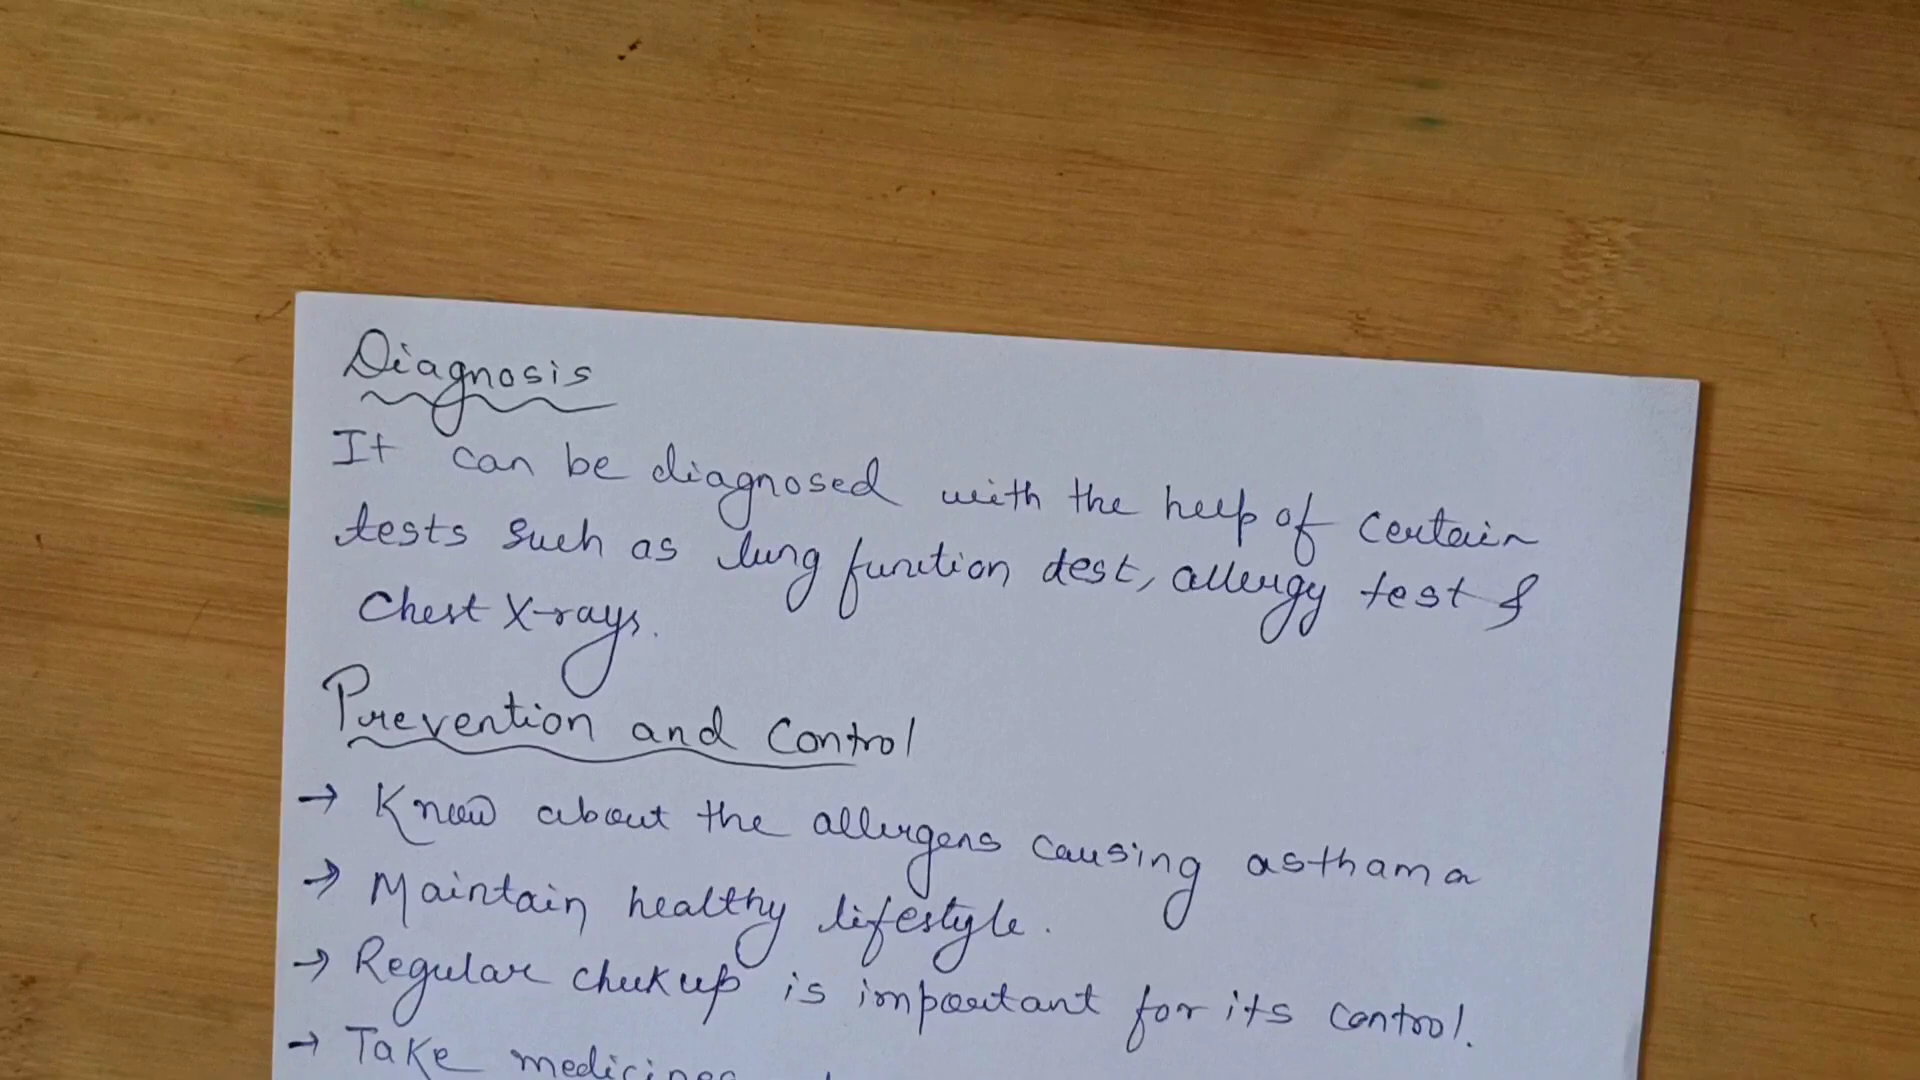 Diagnosis
It can be diagnosed with the help of certain
tests such as lung function dest, allergy test &
Chest X-rays.
Prevention and Control
→ Know about the allergens causing asthama
→ Maintain healthy lifestyle.
→ Regular checkup is important for its control.
→ Take medicines